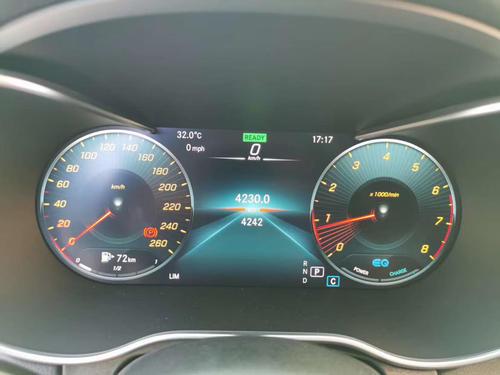 32.0°C
READY
17:17
0 mph
0
km/h
0
20
40
60
80
100
120
140
160
180
200
220
240
260
km/h
P
72km
0
1/2
1
LIM
4230.0
4242
0
1
2
3
4
5
6
7
8
x 1000/min
EQ
POWER
CHARGE
R
N P
D C